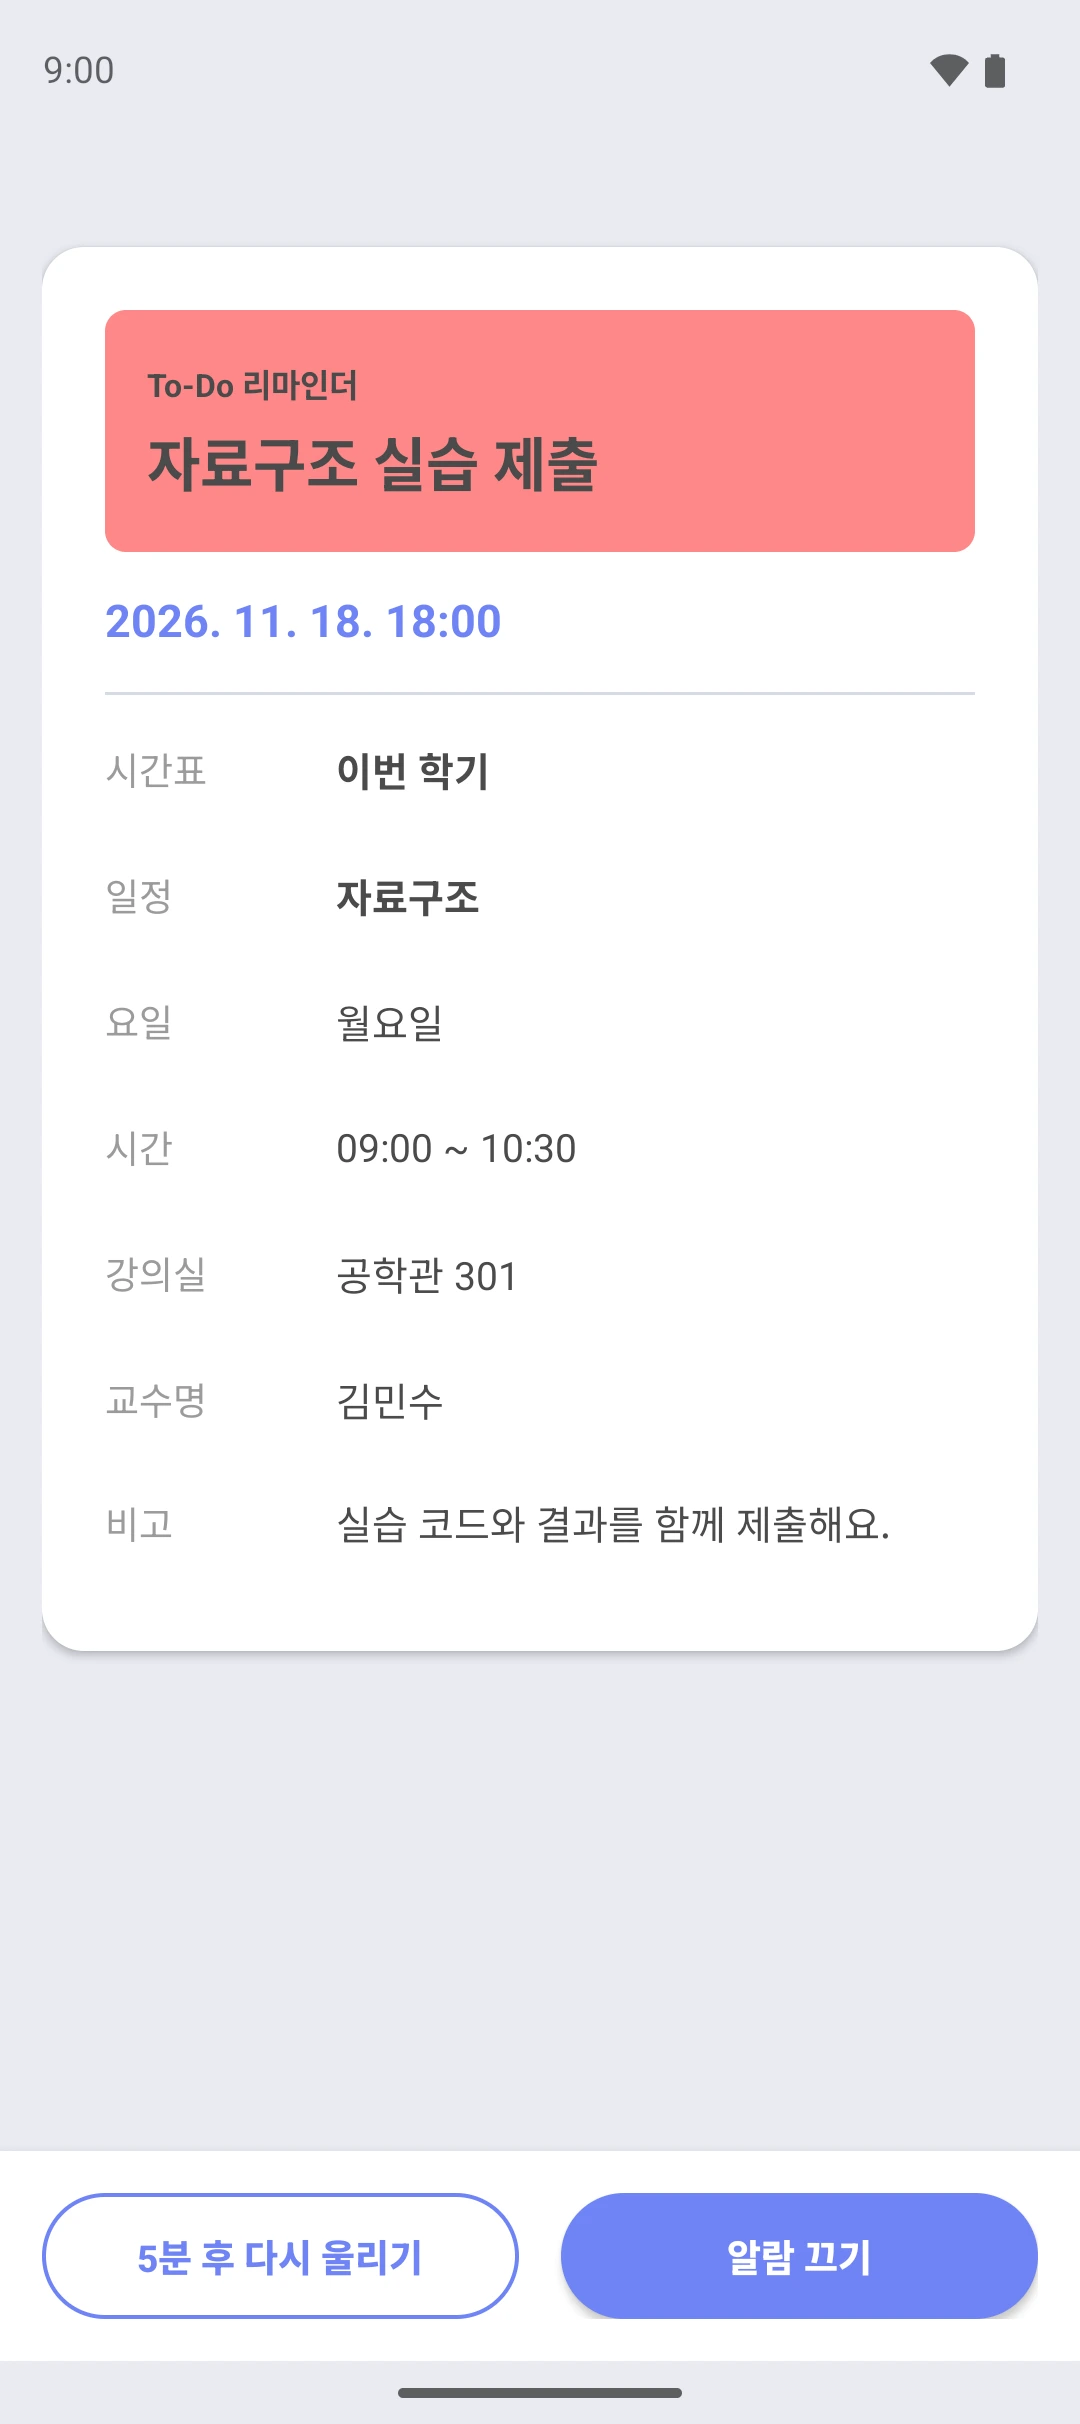 9:00
To-Do 리마인더
자료구조 실습 제출
2026. 11. 18. 18:00
시간표 이번 학기
일정 자료구조
요일 월요일
시간 09:00 ~ 10:30
강의실 공학관 301
교수명 김민수
비고 실습 코드와 결과를 함께 제출해요.
5분 후 다시 울리기 알람 끄기